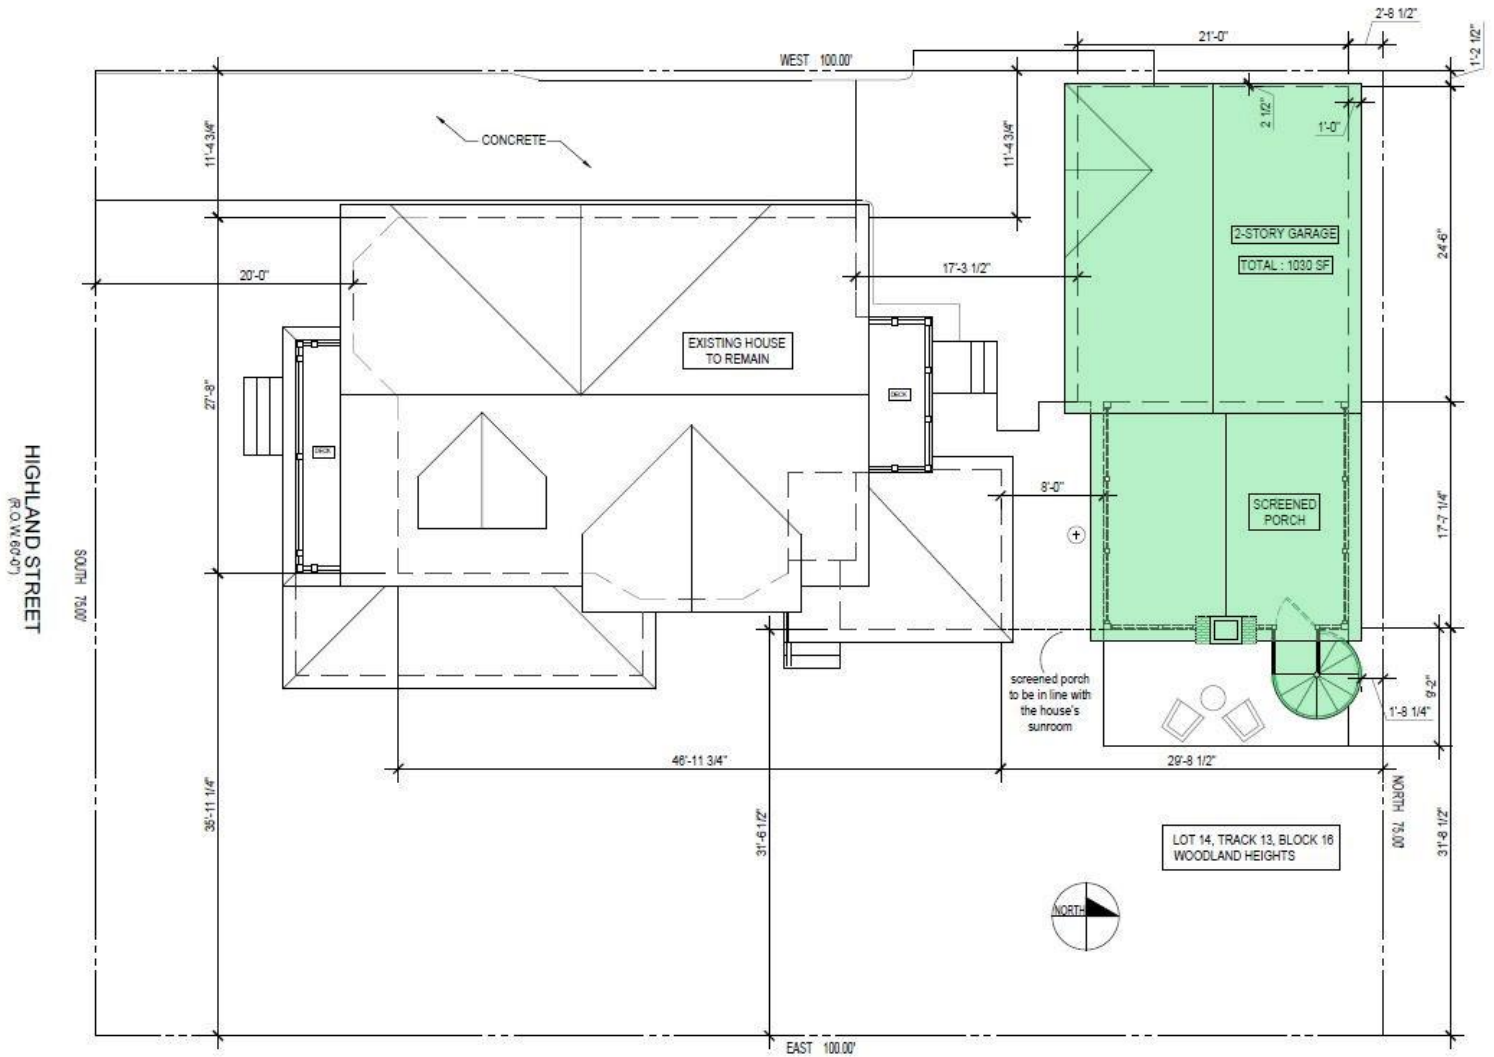 2'-8 1/2"
21'-0"
1'-2 1/2"
WEST 100.00'
2 1/2"
1'-0"
11'-4 3/4"
CONCRETE
11'-4 3/4"
2-STORY GARAGE
TOTAL : 1030 SF
24'-6"
20'-0"
17'-3 1/2"
EXISTING HOUSE
TO REMAIN
27'-8"
DECK
DECK
8'-0"
SCREENED
PORCH
17'-7 1/4"
HIGHLAND STREET
(R.O.W. 60'-0")
SOUTH 75.00'
screened porch
to be in line with
the house's
sunroom
9'-2"
1'-8 1/4"
46'-11 3/4"
29'-8 1/2"
35'-11 1/4"
31'-6 1/2"
NORTH 75.00'
31'-8 1/2"
LOT 14, TRACK 13, BLOCK 16
WOODLAND HEIGHTS
NORTH
EAST 100.00'